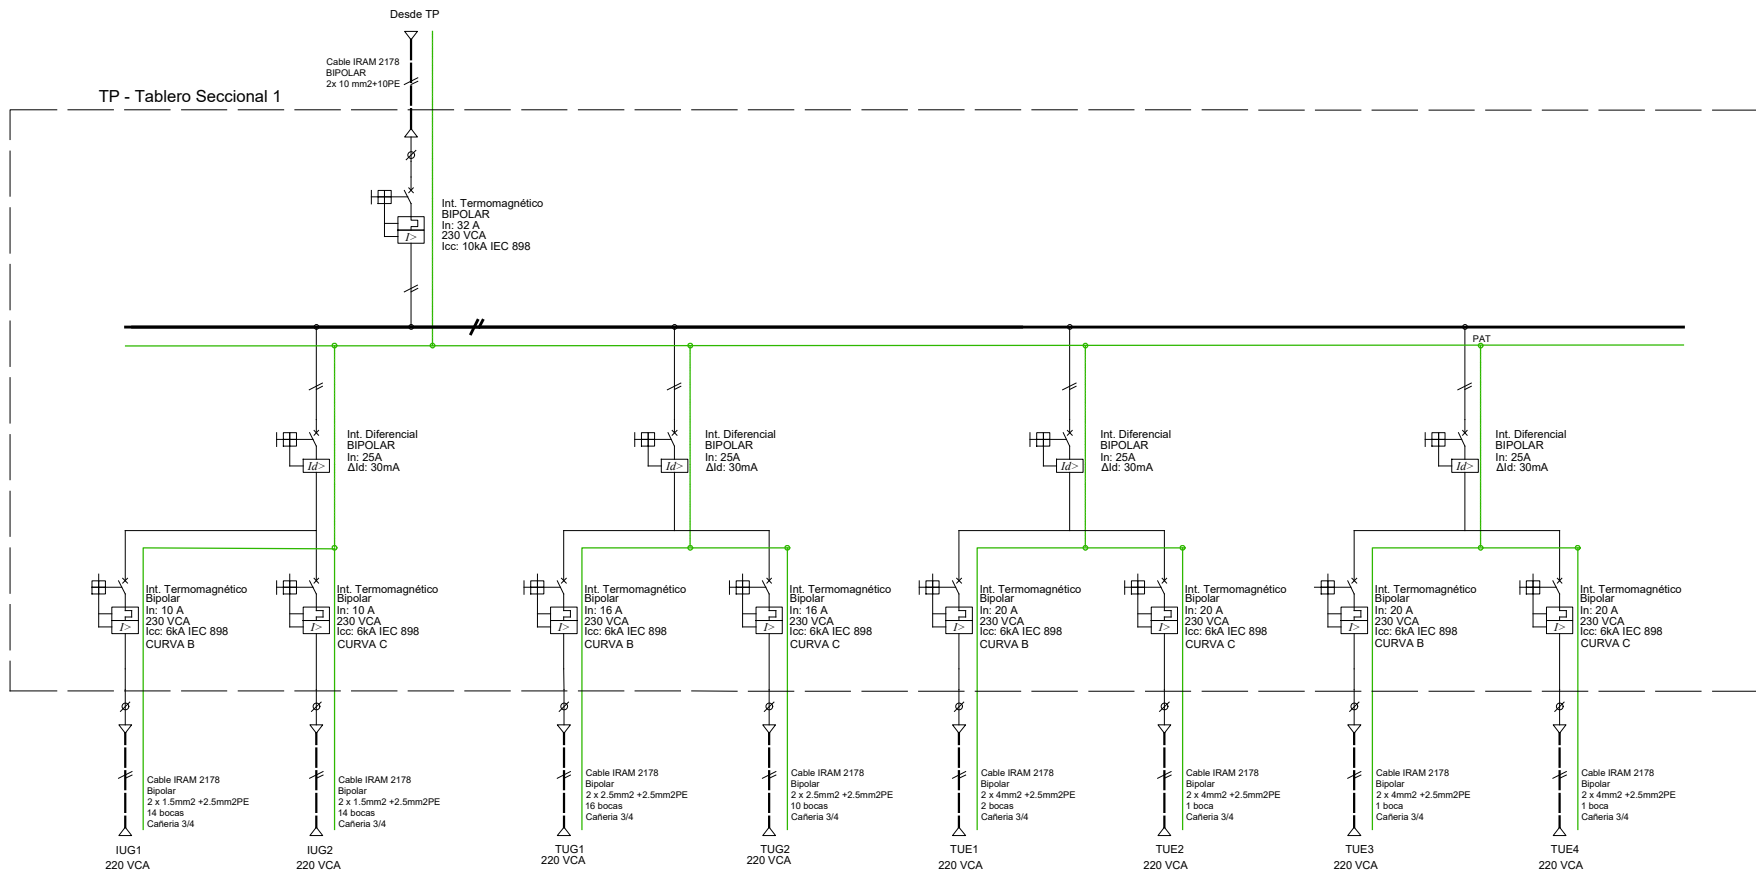 Desde TP
Cable IRAM 2178
BIPOLAR
2x 10 mm2+10PE
TP - Tablero Seccional 1
Int. Termomagnético
BIPOLAR
In: 32 A
230 VCA
Icc: 10kA IEC 898
I>
PAT
Int. Diferencial
BIPOLAR
In: 25A
ΔId: 30mA
Id>
Int. Diferencial
BIPOLAR
In: 25A
ΔId: 30mA
Id>
Int. Diferencial
BIPOLAR
In: 25A
ΔId: 30mA
Id>
Int. Diferencial
BIPOLAR
In: 25A
ΔId: 30mA
Id>
Int. Termomagnético
Bipolar
In: 10 A
230 VCA
Icc: 6kA IEC 898
CURVA B
I>
Int. Termomagnético
Bipolar
In: 10 A
230 VCA
Icc: 6kA IEC 898
CURVA C
I>
Int. Termomagnético
Bipolar
In: 16 A
230 VCA
Icc: 6kA IEC 898
CURVA B
I>
Int. Termomagnético
Bipolar
In: 16 A
230 VCA
Icc: 6kA IEC 898
CURVA C
I>
Int. Termomagnético
Bipolar
In: 20 A
230 VCA
Icc: 6kA IEC 898
CURVA B
I>
Int. Termomagnético
Bipolar
In: 20 A
230 VCA
Icc: 6kA IEC 898
CURVA C
I>
Int. Termomagnético
Bipolar
In: 20 A
230 VCA
Icc: 6kA IEC 898
CURVA B
I>
Int. Termomagnético
Bipolar
In: 20 A
230 VCA
Icc: 6kA IEC 898
CURVA C
I>
Cable IRAM 2178
Bipolar
2 x 1.5mm2 +2.5mm2PE
14 bocas
Cañeria 3/4
IUG1
220 VCA
Cable IRAM 2178
Bipolar
2 x 1.5mm2 +2.5mm2PE
14 bocas
Cañeria 3/4
IUG2
220 VCA
Cable IRAM 2178
Bipolar
2 x 2.5mm2 +2.5mm2PE
16 bocas
Cañeria 3/4
TUG1
220 VCA
Cable IRAM 2178
Bipolar
2 x 2.5mm2 +2.5mm2PE
10 bocas
Cañeria 3/4
TUG2
220 VCA
Cable IRAM 2178
Bipolar
2 x 4mm2 +2.5mm2PE
2 bocas
Cañeria 3/4
TUE1
220 VCA
Cable IRAM 2178
Bipolar
2 x 4mm2 +2.5mm2PE
1 boca
Cañeria 3/4
TUE2
220 VCA
Cable IRAM 2178
Bipolar
2 x 4mm2 +2.5mm2PE
1 boca
Cañeria 3/4
TUE3
220 VCA
Cable IRAM 2178
Bipolar
2 x 4mm2 +2.5mm2PE
1 boca
Cañeria 3/4
TUE4
220 VCA